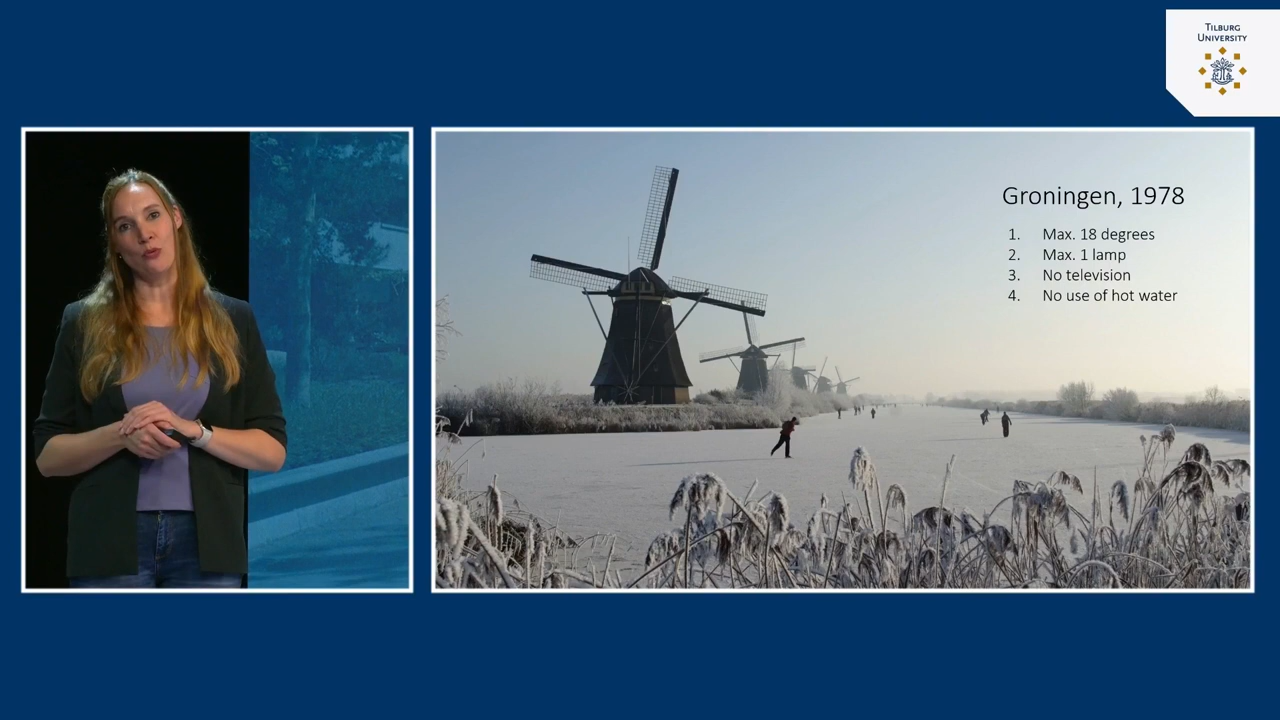 TILBURG
UNIVERSITY
Groningen, 1978
1. Max. 18 degrees
2. Max. 1 lamp
3. No television
4. No use of hot water